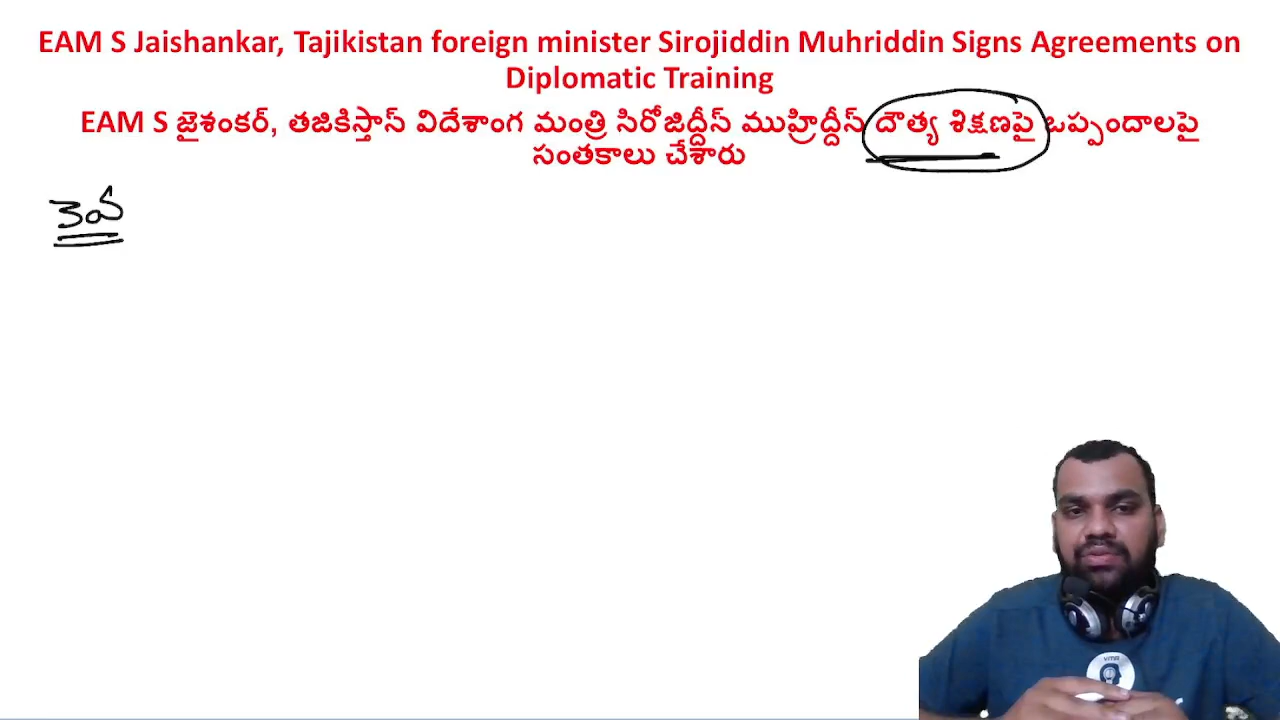 EAM S Jaishankar, Tajikistan foreign minister Sirojiddin Muhriddin Signs Agreements on
Diplomatic Training
EAM S జైశంకర్, తజికిస్తాన్ విదేశాంగ మంత్రి సిరోజిద్దీన్ ముహ్రిద్దీన్ దౌత్య శిక్షణపై ఒప్పందాలపై
సంతకాలు చేశారు